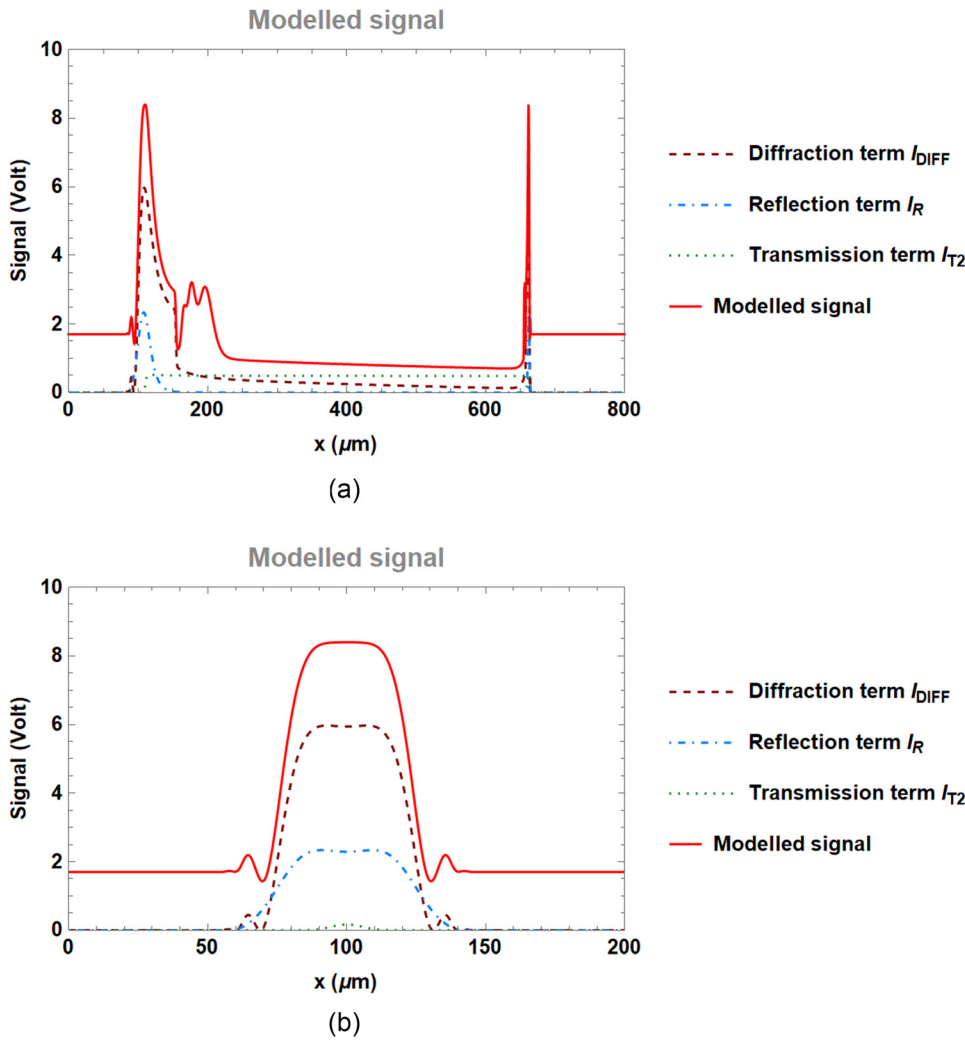 Modelled signal
10
8
6
4
2
0
Signal (Volt)
0 200 400 600 800
x (µm)
Diffraction term IDIFF
Reflection term IR
Transmission term IT2
Modelled signal
(a)
Modelled signal
10
8
6
4
2
0
Signal (Volt)
0 50 100 150 200
x (µm)
Diffraction term IDIFF
Reflection term IR
Transmission term IT2
Modelled signal
(b)